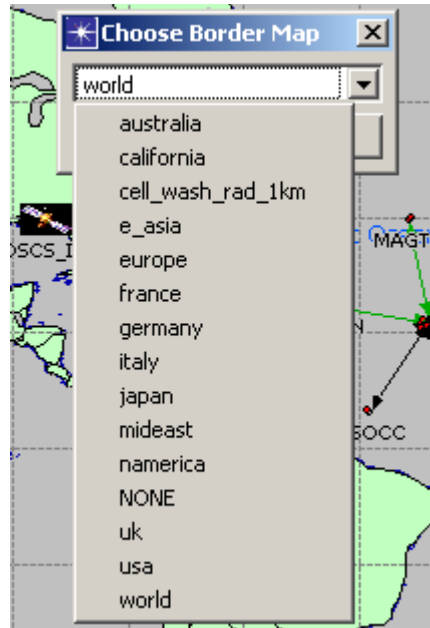 Choose Border Map
world
australia
california
cell_wash_rad_1km
e_asia
europe
france
germany
italy
japan
mideast
namerica
NONE
uk
usa
world
MAGT
SOCC